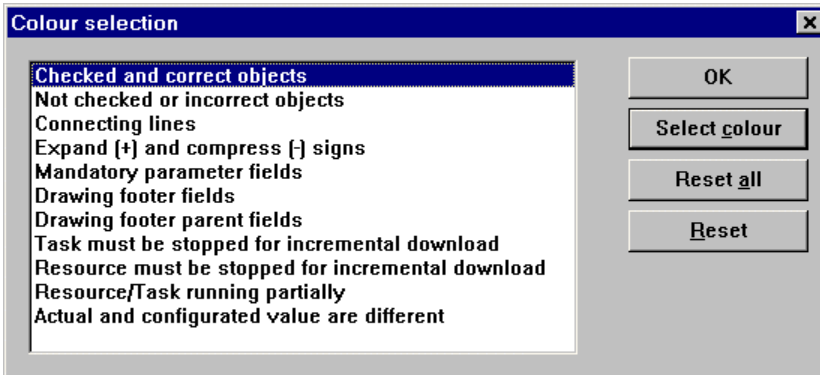 Colour selection
Checked and correct objects
Not checked or incorrect objects
Connecting lines
Expand (+) and compress (-) signs
Mandatory parameter fields
Drawing footer fields
Drawing footer parent fields
Task must be stopped for incremental download
Resource must be stopped for incremental download
Resource/Task running partially
Actual and configurated value are different
OK
Select colour
Reset all
Reset